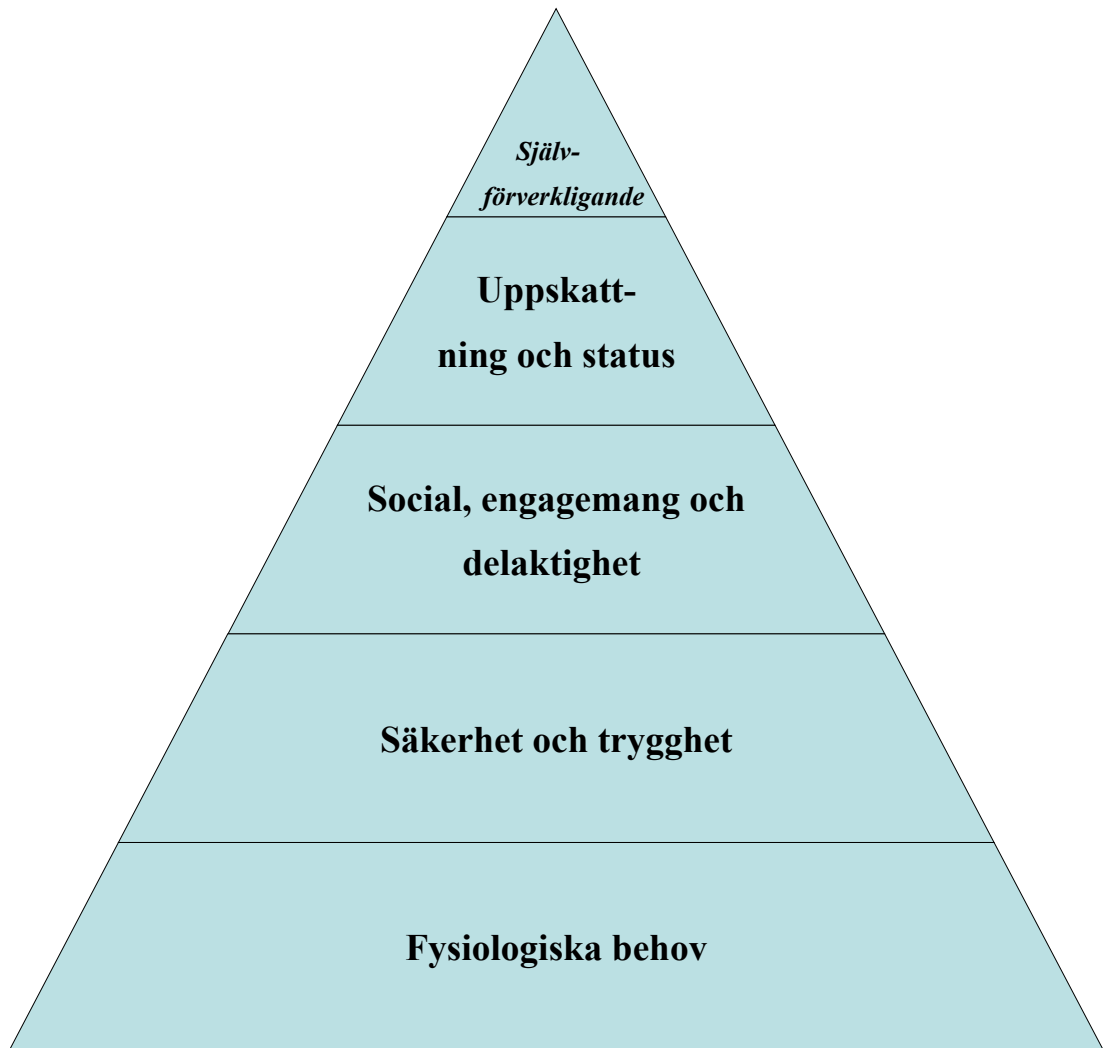 Själv-
förverkligande
Uppskatt-
ning och status
Social, engagemang och
delaktighet
Säkerhet och trygghet
Fysiologiska behov